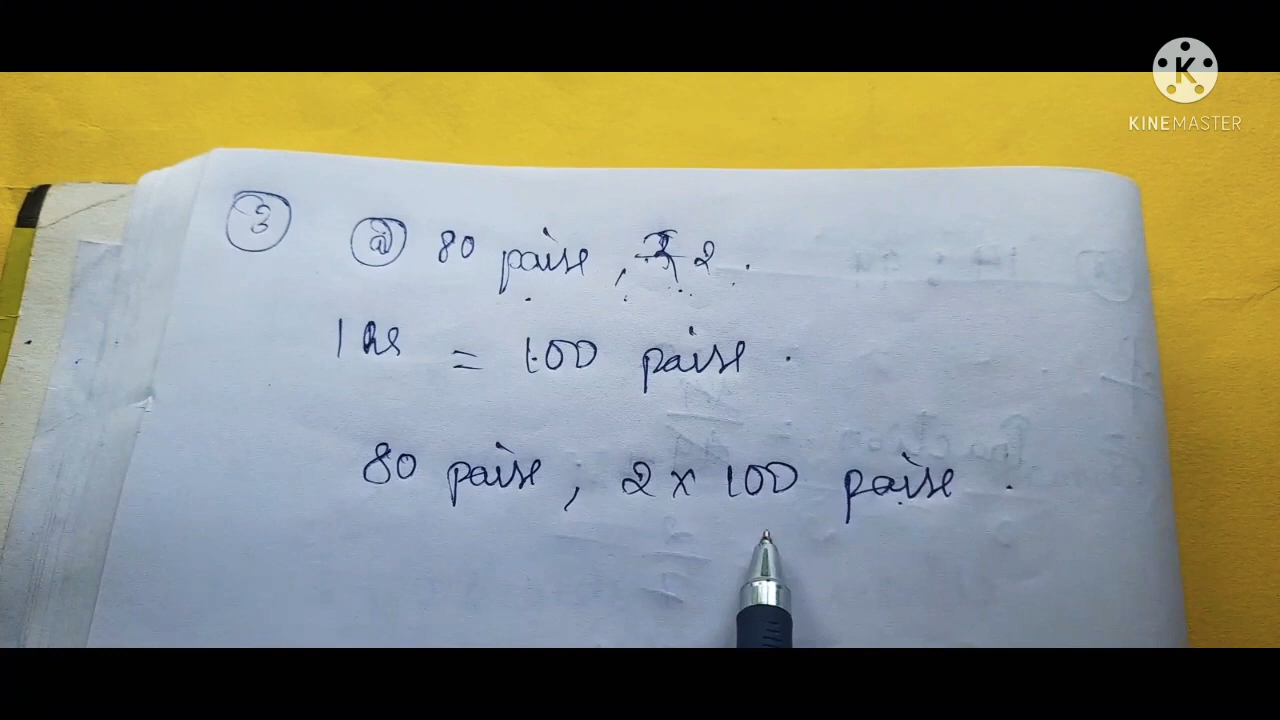 K
KINEMASTER
3 a 80 paise, ₹ 2.
1 Rs = 100 paise.
80 paise, 2 × 100 paise.